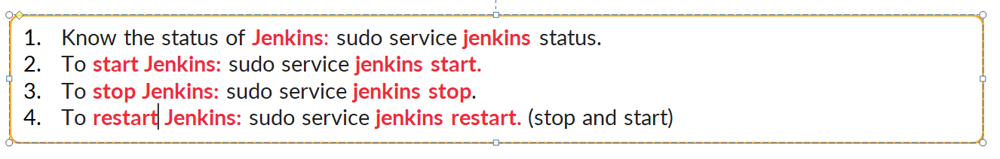 1. Know the status of Jenkins: sudo service jenkins status.
2. To start Jenkins: sudo service jenkins start.
3. To stop Jenkins: sudo service jenkins stop.
4. To restart Jenkins: sudo service jenkins restart. (stop and start)